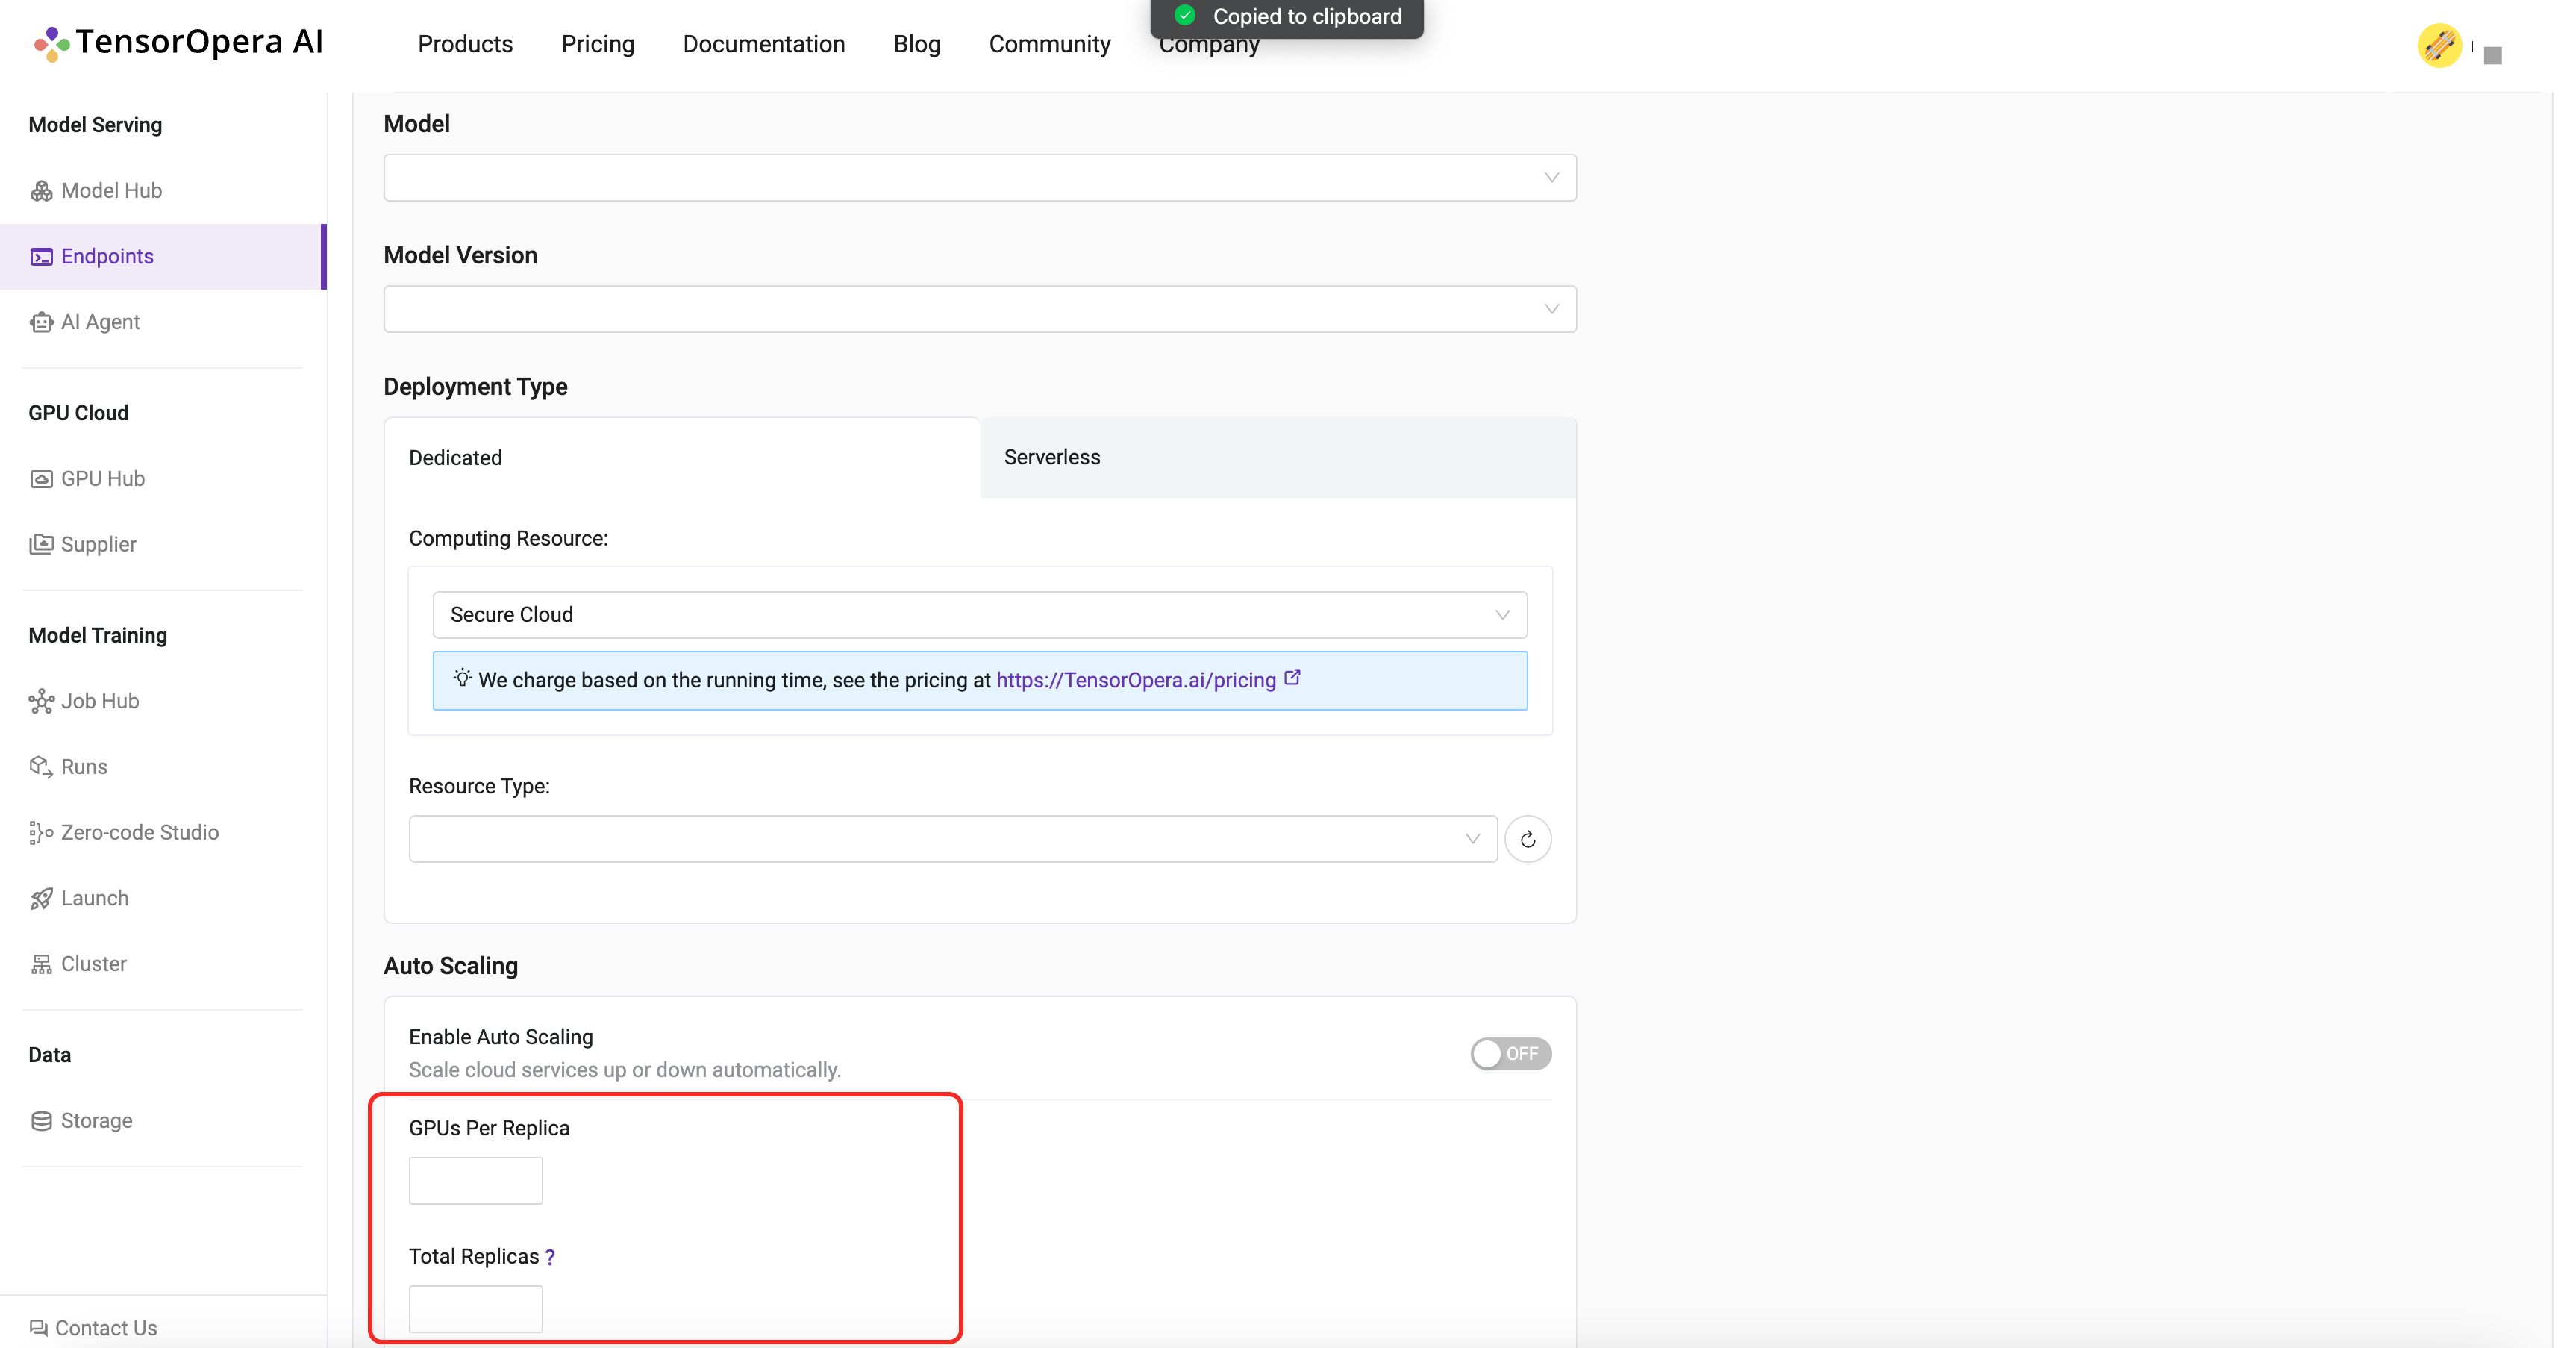 Copied to clipboard
TensorOpera AI
Products
Pricing
Documentation
Blog
Community
Company
Model Serving
Model Hub
Endpoints
AI Agent
GPU Cloud
GPU Hub
Supplier
Model Training
Job Hub
Runs
Zero-code Studio
Launch
Cluster
Data
Storage
Contact Us
Model
Model Version
Deployment Type
Dedicated
Serverless
Computing Resource:
Secure Cloud
We charge based on the running time, see the pricing at https://TensorOpera.ai/pricing
Resource Type:
Auto Scaling
Enable Auto Scaling
OFF
Scale cloud services up or down automatically.
GPUs Per Replica
Total Replicas ?